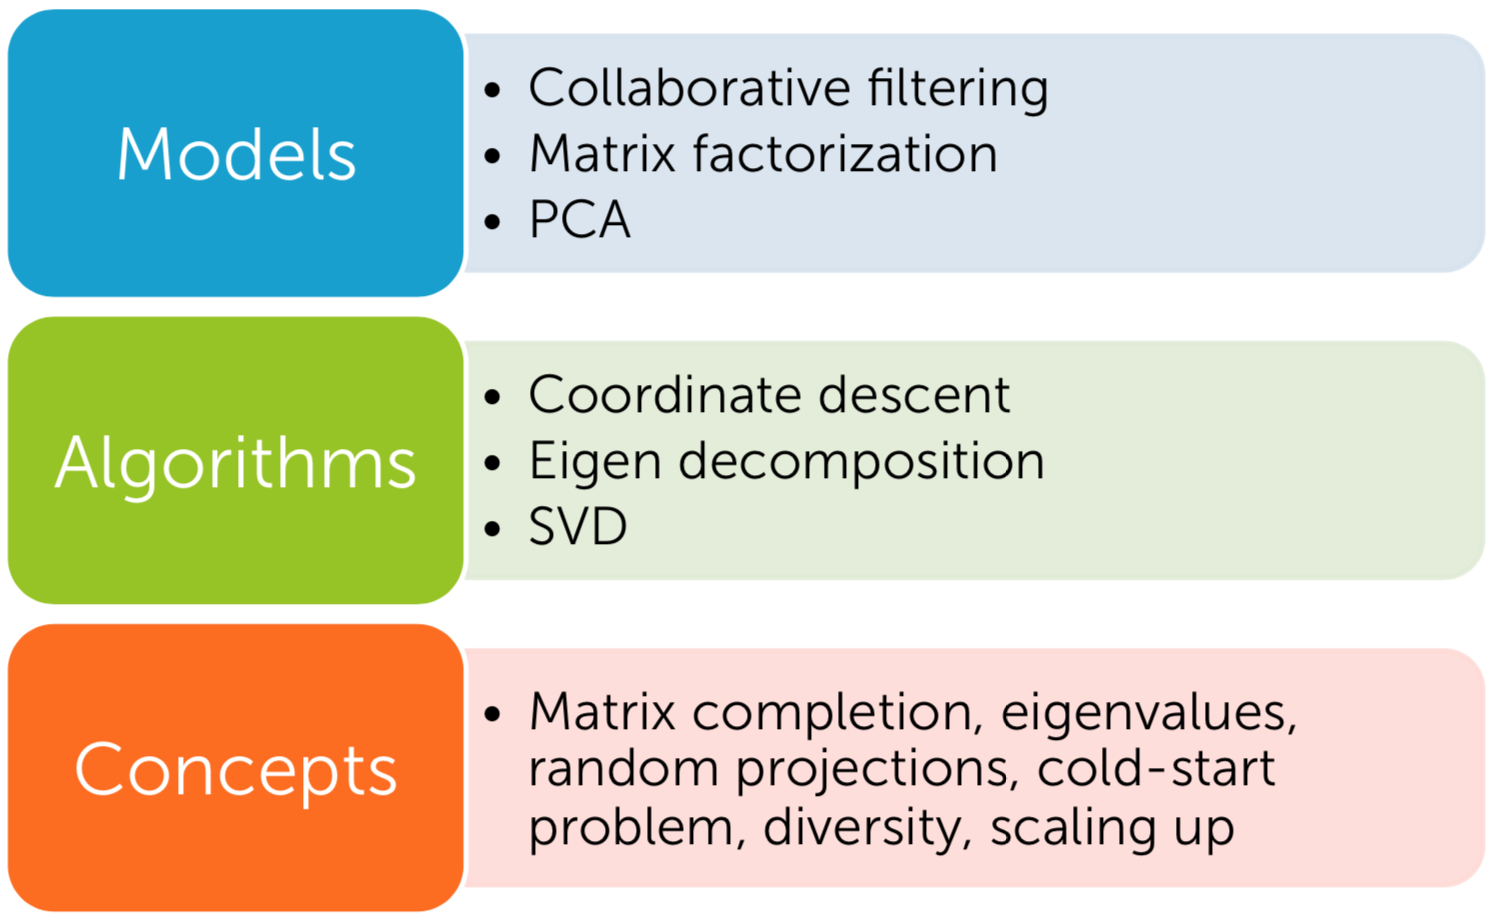 Models
• Collaborative filtering
• Matrix factorization
• PCA
Algorithms
• Coordinate descent
• Eigen decomposition
• SVD
Concepts
• Matrix completion, eigenvalues,
random projections, cold-start
problem, diversity, scaling up